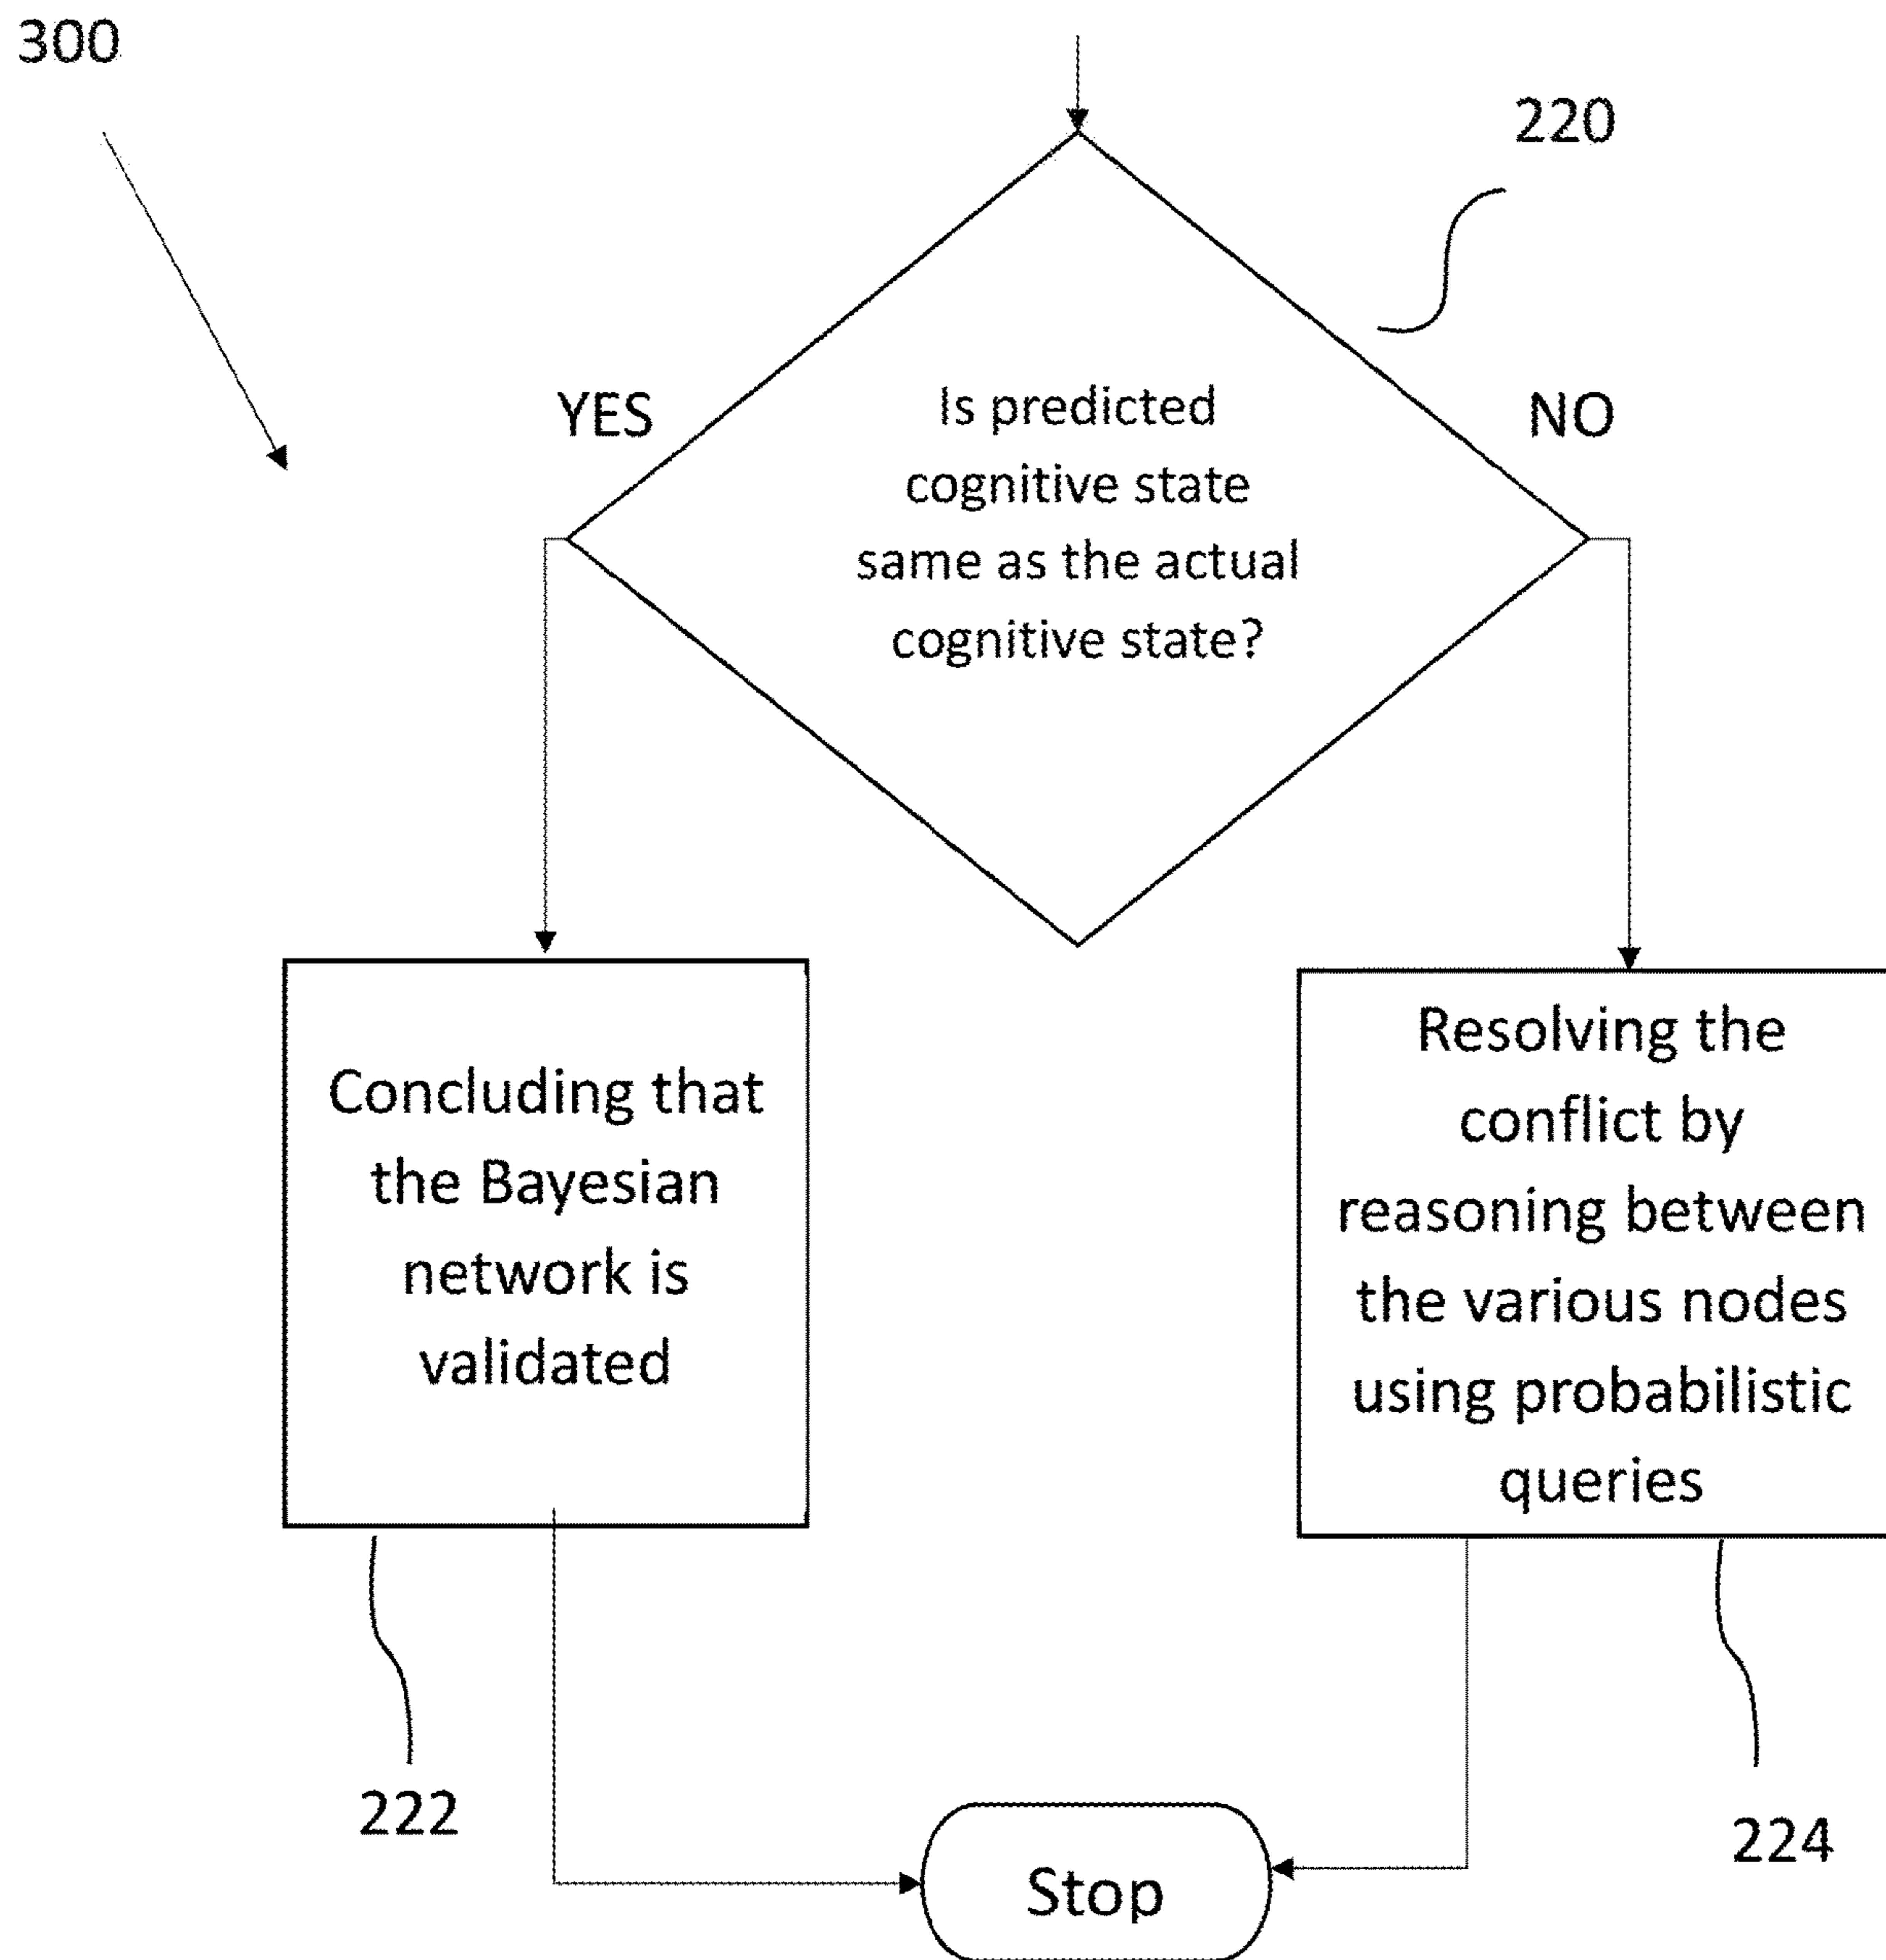 300
220
YES
NO
Is predicted
cognitive state
same as the actual
cognitive state?
Concluding that
the Bayesian
network is
validated
Resolving the
conflict by
reasoning between
the various nodes
using probabilistic
queries
222
224
Stop